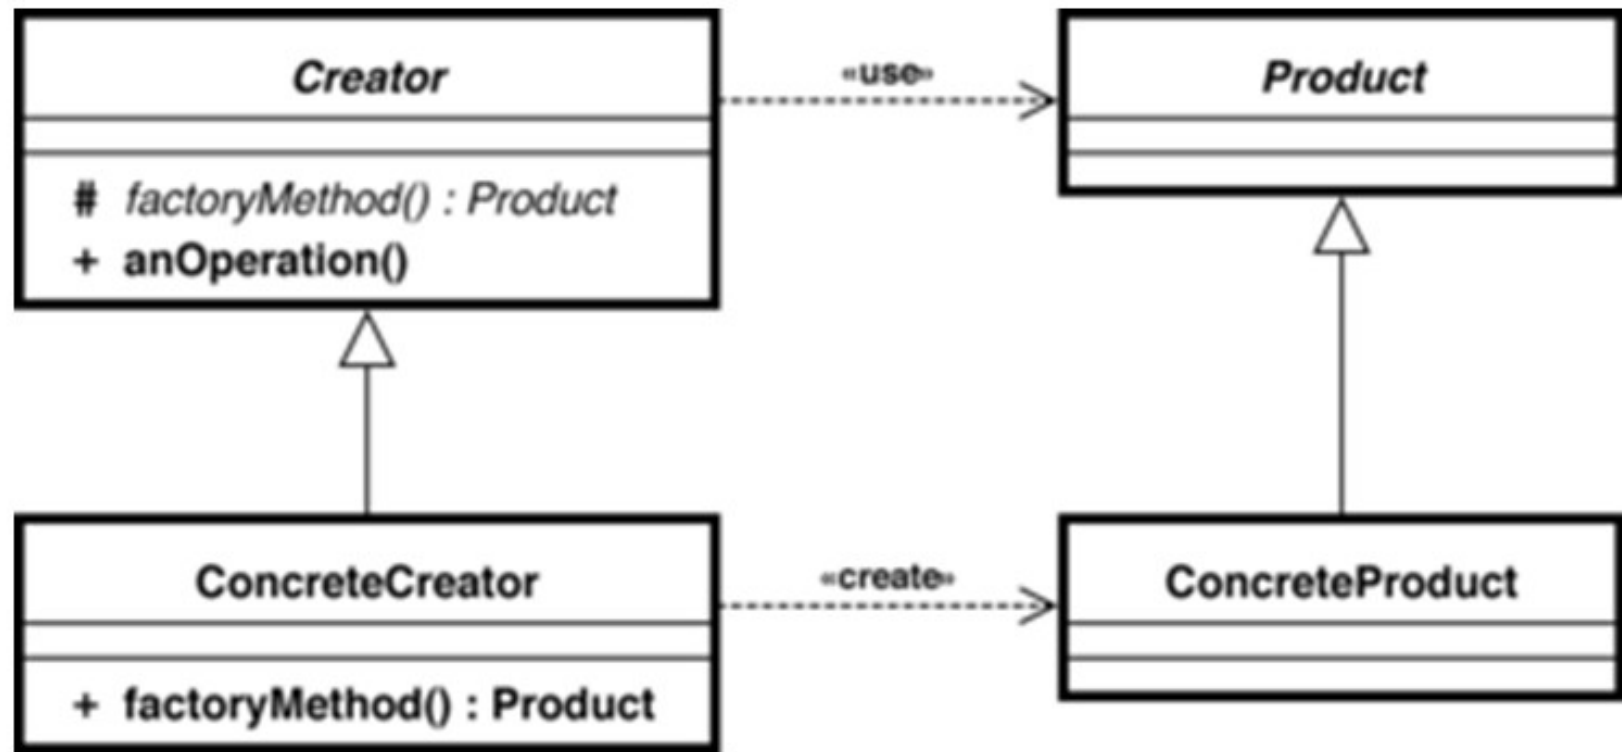 Creator
«use»
Product
# factoryMethod() : Product
+ anOperation()
ConcreteCreator
«create»
ConcreteProduct
+ factoryMethod() : Product